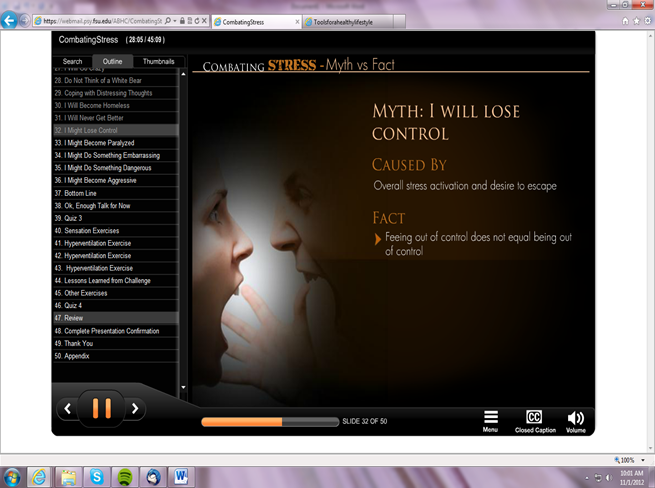 https://webmail.psy.fsu.edu/ABHC/CombatingSt
CombatingStress
Toolsforahealthylifestyle
CombatingStress (28:05 / 45:09)
Search Outline Thumbnails
COMBATING STRESS - Myth vs Fact
28. Do Not Think of a White Bear
29. Coping with Distressing Thoughts
30. I Will Become Homeless
31. I Will Never Get Better
32. I Might Lose Control
33. I Might Become Paralyzed
34. I Might Do Something Embarrassing
35. I Might Do Something Dangerous
36. I Might Become Aggressive
37. Bottom Line
38. Ok, Enough Talk for Now
39. Quiz 3
40. Sensation Exercises
41. Hyperventilation Exercise
42. Hyperventilation Exercise
43. Hyperventilation Exercise
44. Lessons Learned from Challenge
45. Other Exercises
46. Quiz 4
47. Review
48. Complete Presentation Confirmation
49. Thank You
50. Appendix
MYTH: I WILL LOSE
CONTROL
CAUSED BY
Overall stress activation and desire to escape
FACT
Feeing out of control does not equal being out
of control
SLIDE 32 OF 50
Menu
CC
Closed Caption
Volume
100%
10:01 AM
11/1/2012